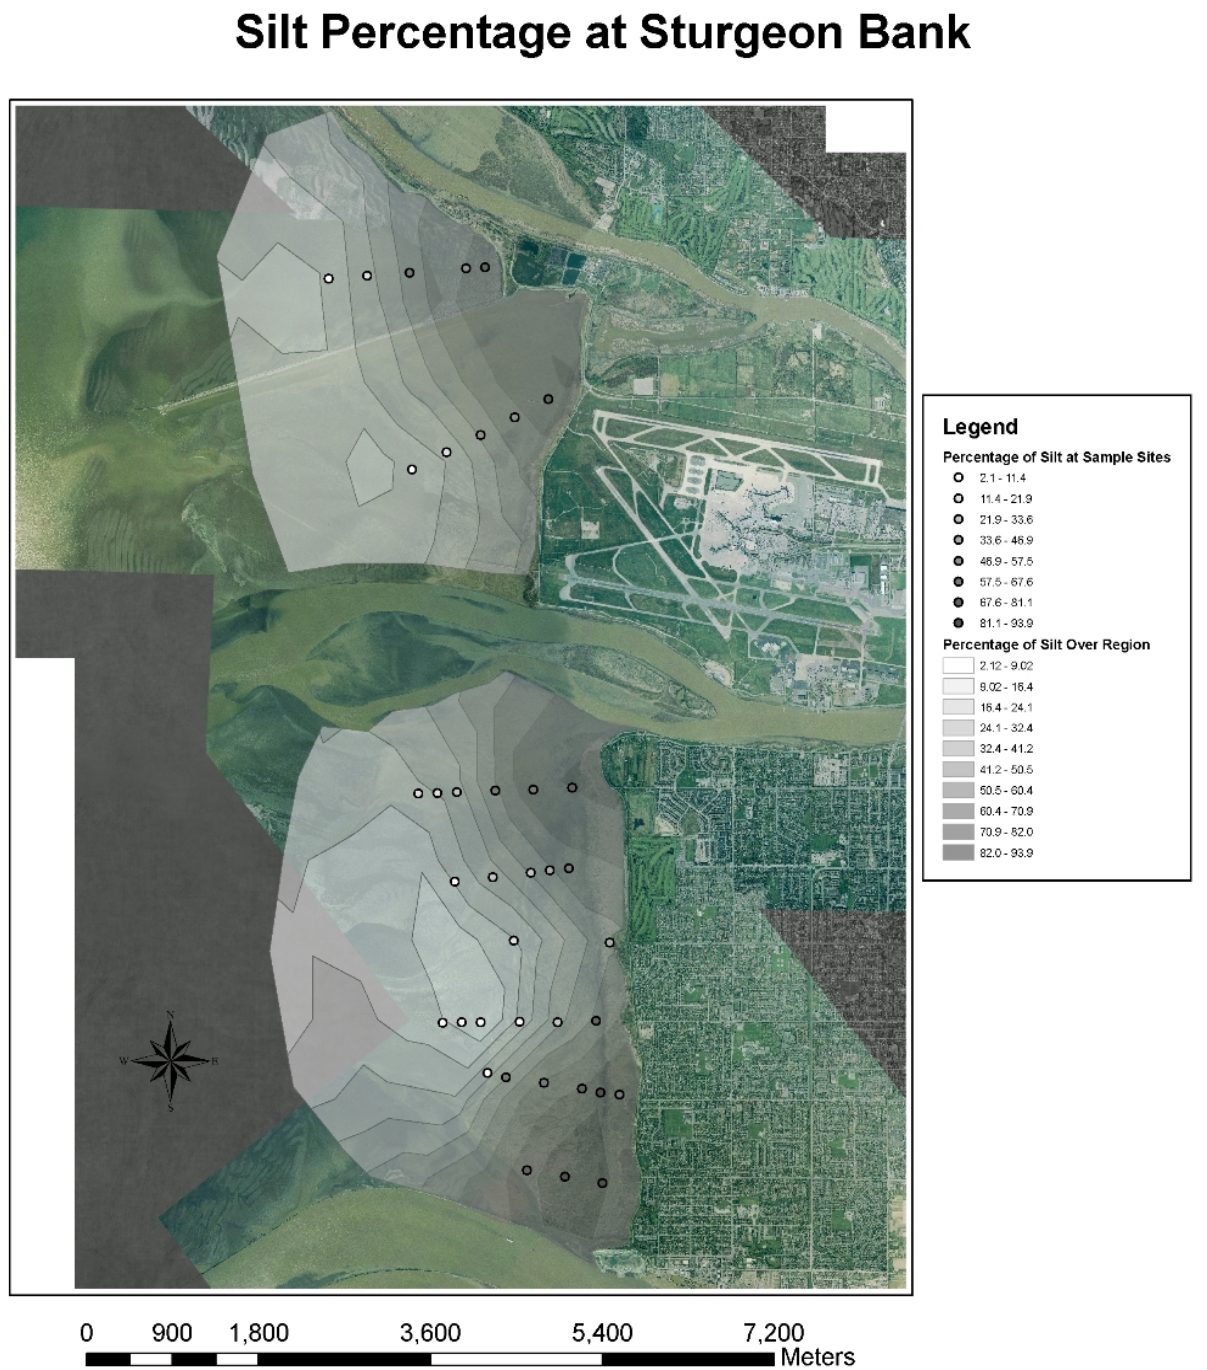 Silt Percentage at Sturgeon Bank
Legend
Percentage of Silt at Sample Sites
2.1 - 11.4
11.4 - 21.9
21.9 - 33.6
33.6 - 46.9
46.9 - 57.5
57.5 - 67.6
67.6 - 81.1
81.1 - 93.9
Percentage of Silt Over Region
2.12 - 9.02
9.02 - 16.4
16.4 - 24.1
24.1 - 32.4
32.4 - 41.2
41.2 - 50.5
50.5 - 60.4
60.4 - 70.9
70.9 - 82.0
82.0 - 93.9
N
W E
S
0 900 1,800 3,600 5,400 7,200
Meters